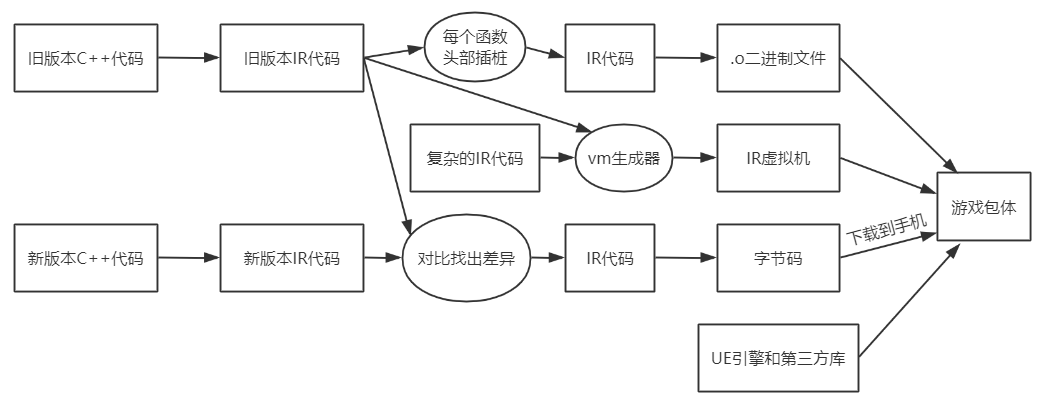 旧版本C++代码
旧版本IR代码
每个函数
头部插桩
IR代码
.o二进制文件
复杂的IR代码
vm生成器
IR虚拟机
游戏包体
新版本C++代码
新版本IR代码
对比找出差异
IR代码
字节码
下载到手机
UE引擎和第三方库